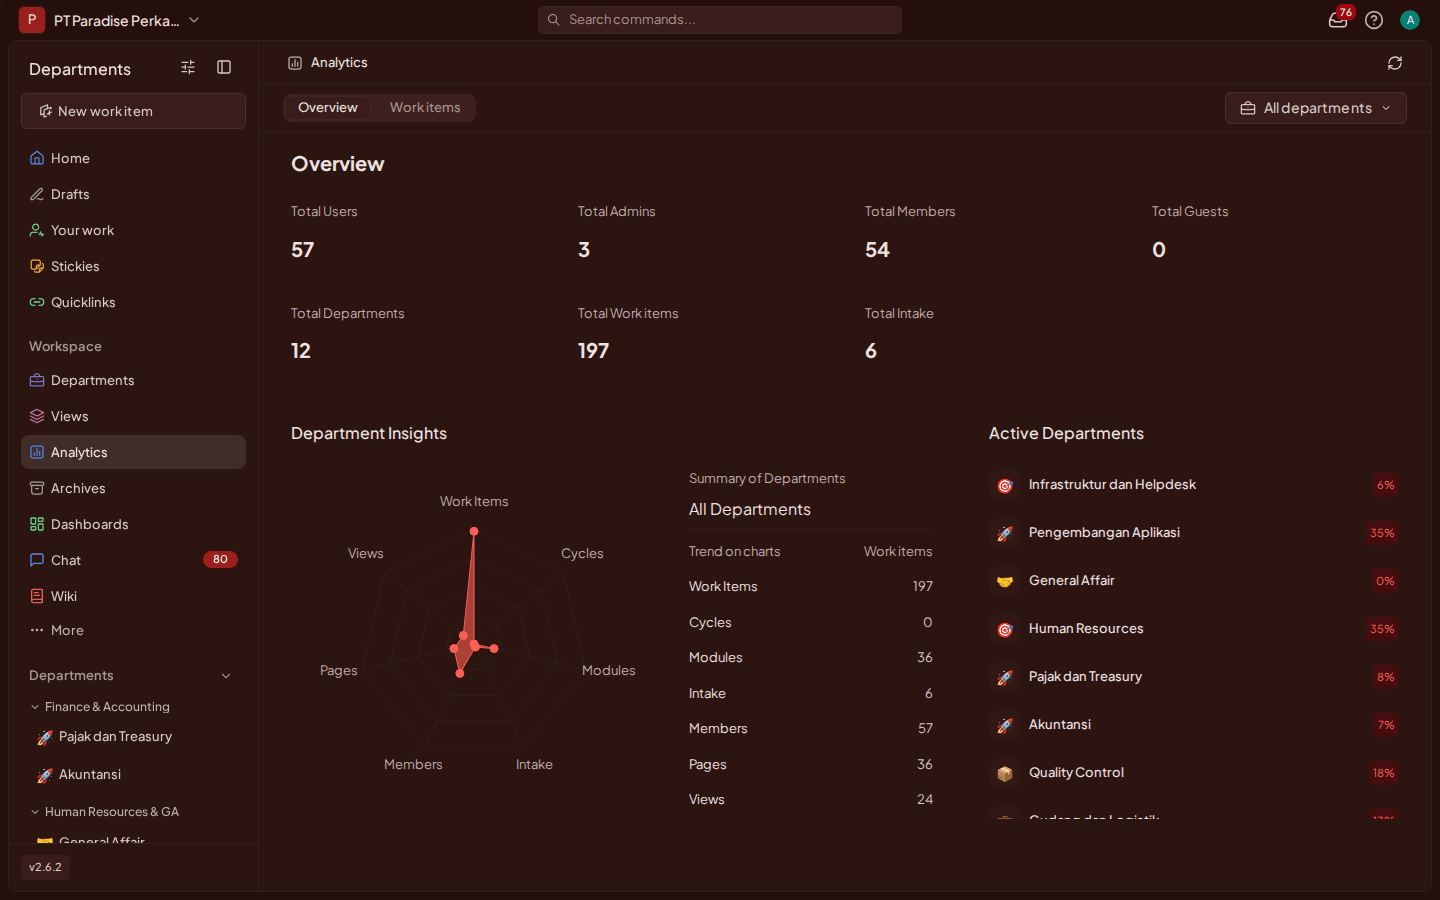 P
PT Paradise Perka...
Search commands...
76
A
Departments
New work item
Home
Drafts
Your work
Stickies
Quicklinks
Workspace
Departments
Views
Analytics
Archives
Dashboards
Chat
80
Wiki
More
Departments
Finance & Accounting
Pajak dan Treasury
Akuntansi
Human Resources & GA
General Affair
v2.6.2
Analytics
Overview
Work items
All departments
Overview
Total Users
57
Total Admins
3
Total Members
54
Total Guests
0
Total Departments
12
Total Work items
197
Total Intake
6
Department Insights
Work Items
Views
Cycles
Pages
Modules
Members
Intake
Summary of Departments
All Departments
Trend on charts Work items
Work Items 197
Cycles 0
Modules 36
Intake 6
Members 57
Pages 36
Views 24
Active Departments
Infrastruktur dan Helpdesk 6%
Pengembangan Aplikasi 35%
General Affair 0%
Human Resources 35%
Pajak dan Treasury 8%
Akuntansi 7%
Quality Control 18%
Gudang dan Logistik